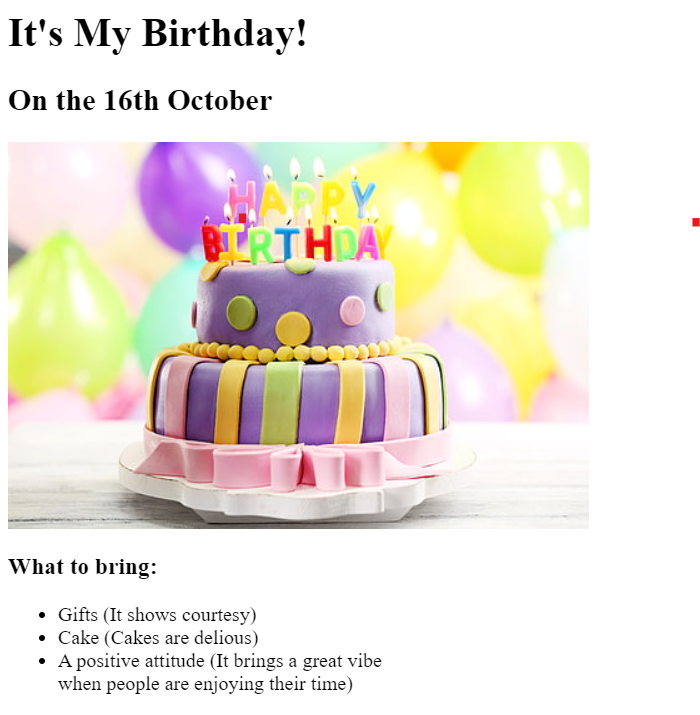 It's My Birthday!
On the 16th October
HAPPY
BIRTHDAY
What to bring:
Gifts (It shows courtesy)
Cake (Cakes are delious)
A positive attitude (It brings a great vibe
when people are enjoying their time)